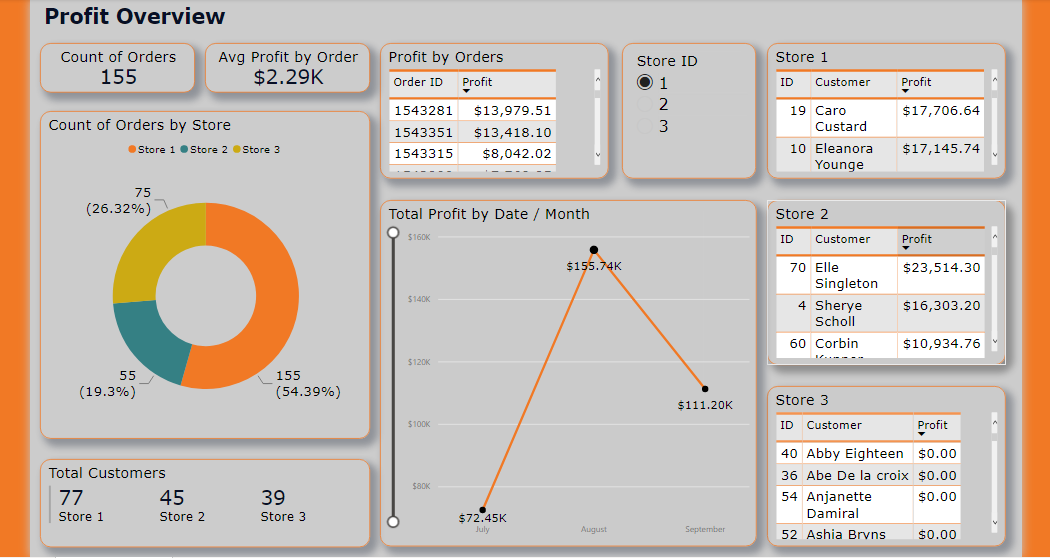 Profit Overview
Count of Orders
155
Avg Profit by Order
$2.29K
Profit by Orders
Order ID Profit
1543281 $13,979.51
1543351 $13,418.10
1543315 $8,042.02
Store ID
1
2
3
Store 1
ID Customer Profit
19 Caro $17,706.64
Custard
10 Eleanora $17,145.74
Younge
Count of Orders by Store
Store 1 Store 2 Store 3
75
(26.32%)
55
(19.3%)
155
(54.39%)
Total Profit by Date / Month
$160K
$140K
$120K
$100K
$80K
$155.74K
$111.20K
$72.45K
July August September
Store 2
ID Customer Profit
70 Elle $23,514.30
Singleton
4 Sherye $16,303.20
Scholl
60 Corbin $10,934.76
Total Customers
77 45 39
Store 1 Store 2 Store 3
Store 3
ID Customer Profit
40 Abby Eighteen $0.00
36 Abe De la croix $0.00
54 Anjanette $0.00
Damiral
52 Ashla $0.00